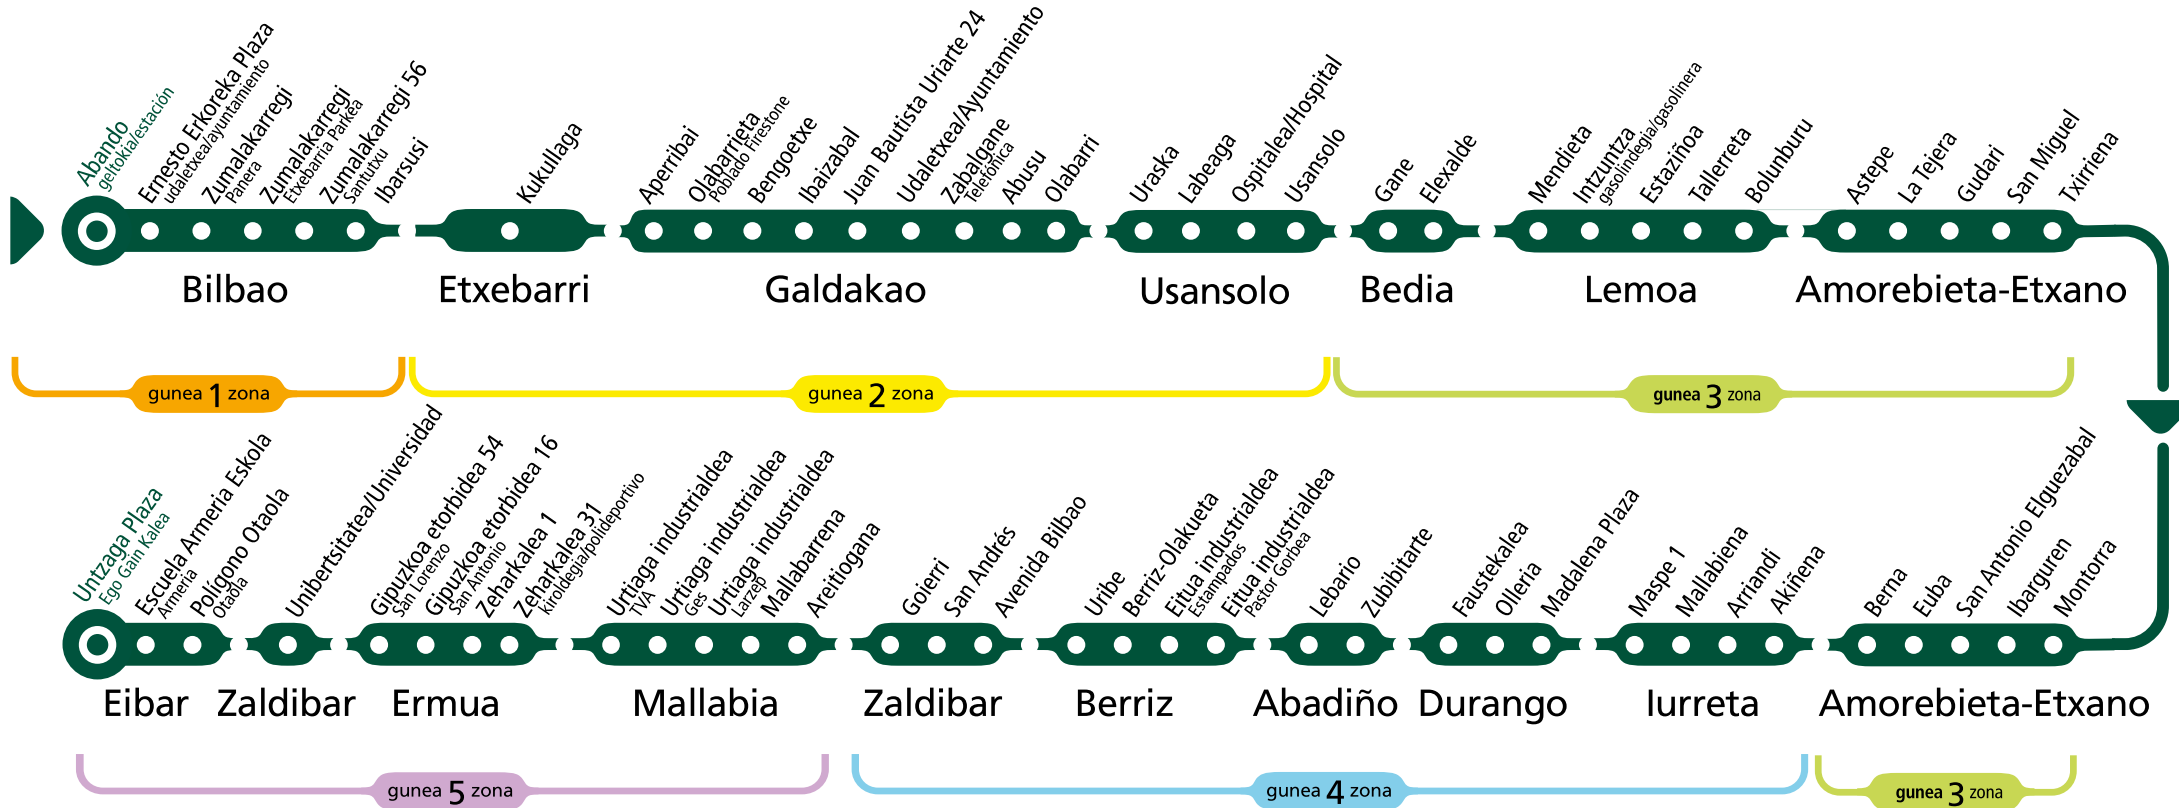 Abando
geltokia/estación
Ernesto Erkoreka Plaza
udaletxea/ayuntamiento
Zumalakarregi
Panera
Zumalakarregi
Etxebarria Parkea
Zumalakarregi 56
Santutxu
Ibarsusi
Kukullaga
Aperribai
Olabarrieta
Poblado Firestone
Bengoetxe
Ibaizabal
Juan Bautista Uriarte 24
Udaletxea/Ayuntamiento
Zabalgane
Telefónica
Abusu
Olabarri
Uraska
Labeaga
Ospitalea/Hospital
Usansolo
Gane
Elexalde
Mendieta
Intzuntza
gasolindegia/gasolinera
Estaziñoa
Tallerreta
Bolunburu
Astepe
La Tejera
Gudari
San Miguel
Txirriena
Bilbao
Etxebarri
Galdakao
Usansolo
Bedia
Lemoa
Amorebieta-Etxano
gunea 1 zona
gunea 2 zona
gunea 3 zona
Untzaga Plaza
Ego Gain Kalea
Escuela Armeria Eskola
Armeria
Polígono Otaola
Otaola
Unibertsitatea/Universidad
Gipuzkoa etorbidea 54
San Lorenzo
Gipuzkoa etorbidea 16
San Antonio
Zeharkalea 1
Zeharkalea 31
kiroldegia/polideportivo
Urtiaga industrialdea
TVA
Urtiaga industrialdea
Ges
Urtiaga industrialdea
Larzep
Mallabarrena
Areitiogana
Goierri
San Andrés
Avenida Bilbao
Uribe
Berriz-Olakueta
Eitua industrialdea
Estampados
Eitua industrialdea
Pastor Gorbea
Lebario
Zubibitarte
Faustekalea
Olleria
Madalena Plaza
Maspe 1
Mallabiena
Arriandi
Akiñena
Berna
Euba
San Antonio Elguezabal
Ibarguren
Montorra
Eibar
Zaldibar
Ermua
Mallabia
Zaldibar
Berriz
Abadiño
Durango
Iurreta
Amorebieta-Etxano
gunea 5 zona
gunea 4 zona
gunea 3 zona